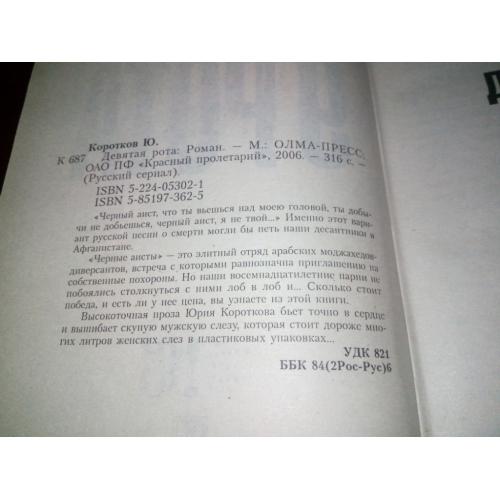 Коротков Ю.
К 687 Девятая рота: Роман. — М.: ОЛМА-ПРЕСС;
ОАО ПФ «Красный пролетарий», 2006. — 316 с. —
(Русский сериал).
ISBN 5-224-05302-1
ISBN 5-85197-362-5
«Черный аист, что ты вьешься над моею головой, ты добы-
чи не добьешься, черный аист, я не твой...» Именно этот вари-
ант русской песни о смерти могли бы петь наши десантники в
Афганистане.
«Черные аисты» — это элитный отряд арабских моджахедов-
диверсантов, встреча с которыми равнозначна приглашению на
собственные похороны. Но наши восемнадцатилетние парни не
побоялись столкнуться с ними лоб в лоб и... Сколько стоит
победа, и есть ли у нее цена, вы узнаете из этой книги.
Высокоточная проза Юрия Короткова бьет точно в сердце
и вышибает скупую мужскую слезу, которая стоит дороже мно-
гих литров женских слез в пластиковых упаковках...
УДК 821
ББК 84(2Рос-Рус)6
Д